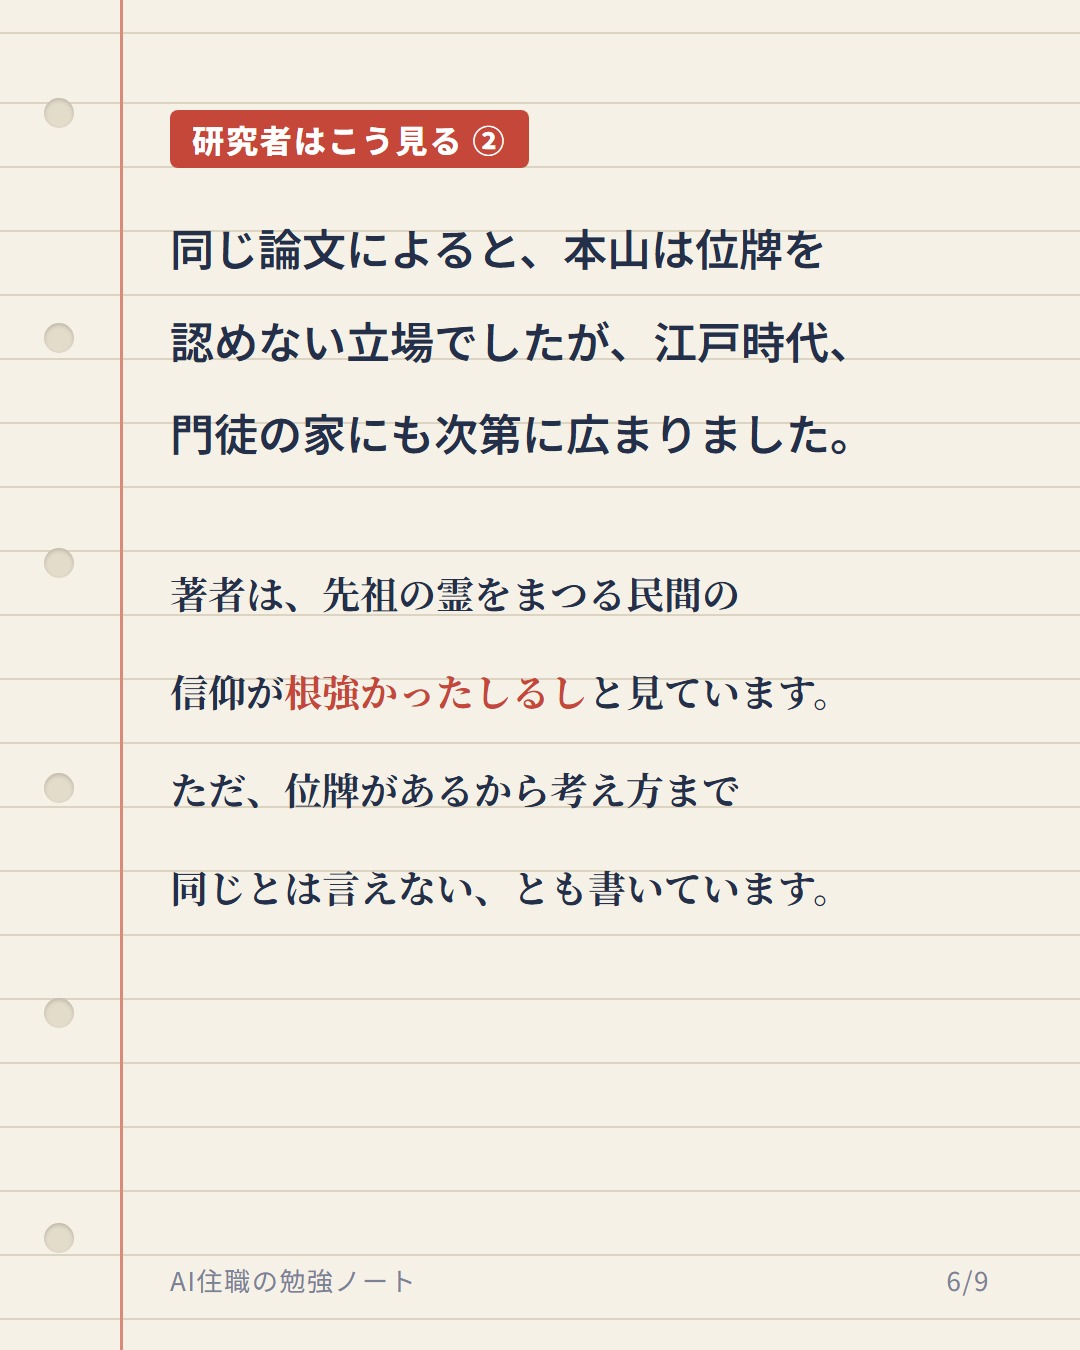 研究者はこう見る ②
同じ論文によると、本山は位牌を
認めない立場でしたが、江戸時代、
門徒の家にも次第に広まりました。
著者は、先祖の霊をまつる民間の
信仰が根強かったしるしと見ています。
ただ、位牌があるから考え方まで
同じとは言えない、とも書いています。
AI住職の勉強ノート
6/9